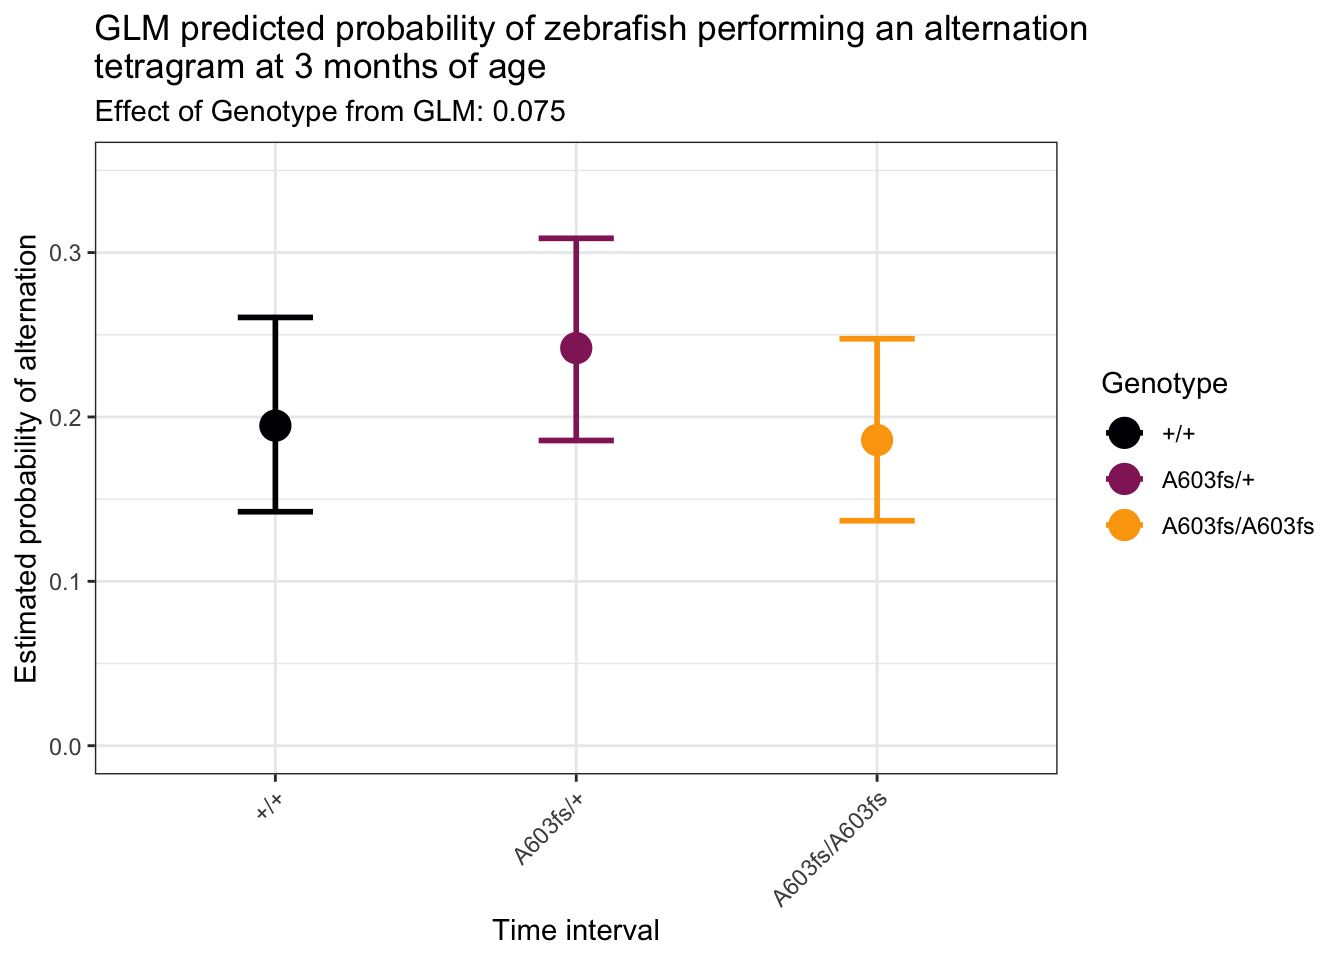 GLM predicted probability of zebrafish performing an alternation
tetragram at 3 months of age
Effect of Genotype from GLM: 0.075
Estimated probability of alternation
0.3
0.2
0.1
0.0
+/+
A603fs/+
A603fs/A603fs
Time interval
Genotype
+/+
A603fs/+
A603fs/A603fs